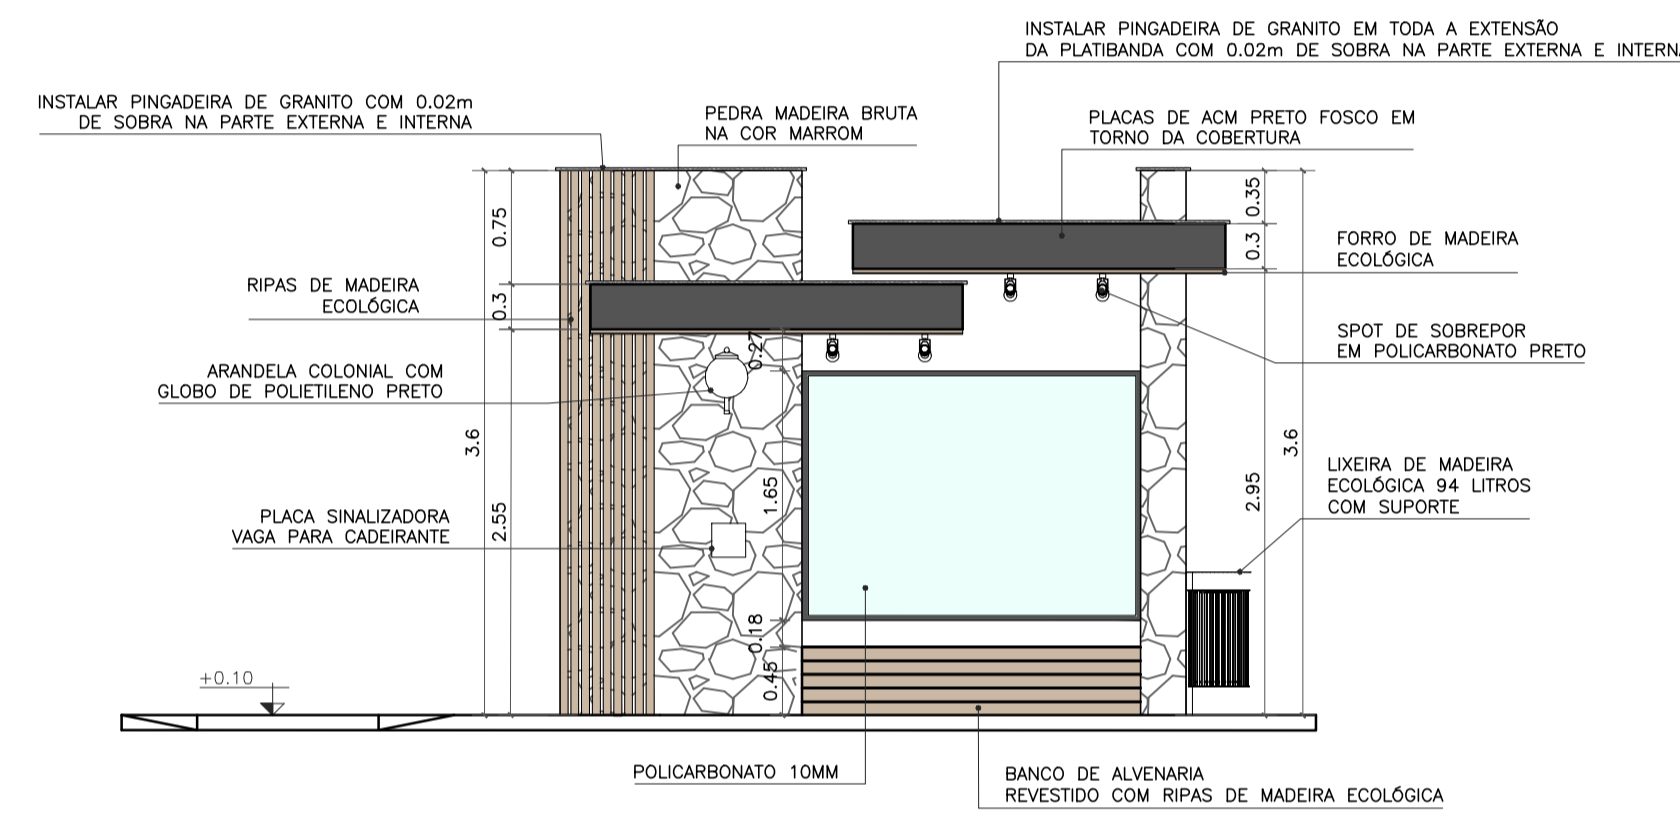 INSTALAR PINGADEIRA DE GRANITO EM TODA A EXTENSÃO
DA PLATIBANDA COM 0.02m DE SOBRA NA PARTE EXTERNA E INTERNA
INSTALAR PINGADEIRA DE GRANITO COM 0.02m
DE SOBRA NA PARTE EXTERNA E INTERNA
PEDRA MADEIRA BRUTA
NA COR MARROM
PLACAS DE ACM PRETO FOSCO EM
TORNO DA COBERTURA
0.75
0.35
0.3
FORRO DE MADEIRA
ECOLÓGICA
RIPAS DE MADEIRA
ECOLÓGICA
0.3
0.27
SPOT DE SOBREPOR
EM POLICARBONATO PRETO
ARANDELA COLONIAL COM
GLOBO DE POLIETILENO PRETO
3.6
3.6
2.55
1.65
2.95
LIXEIRA DE MADEIRA
ECOLÓGICA 94 LITROS
COM SUPORTE
PLACA SINALIZADORA
VAGA PARA CADEIRANTE
0.18
0.45
+0.10
POLICARBONATO 10MM
BANCO DE ALVENARIA
REVESTIDO COM RIPAS DE MADEIRA ECOLÓGICA